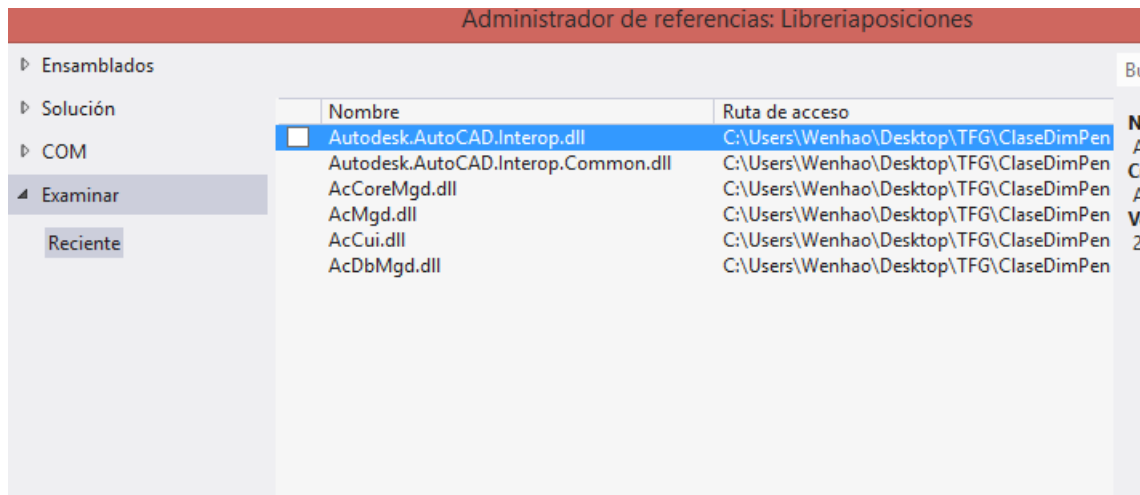 Administrador de referencias: Libreriaposiciones
Ensamblados
Solución
COM
Examinar
Reciente
Nombre Ruta de acceso
Autodesk.AutoCAD.Interop.dll C:\Users\Wenhao\Desktop\TFG\ClaseDimPen
Autodesk.AutoCAD.Interop.Common.dll C:\Users\Wenhao\Desktop\TFG\ClaseDimPen
AcCoreMgd.dll C:\Users\Wenhao\Desktop\TFG\ClaseDimPen
AcMgd.dll C:\Users\Wenhao\Desktop\TFG\ClaseDimPen
AcCui.dll C:\Users\Wenhao\Desktop\TFG\ClaseDimPen
AcDbMgd.dll C:\Users\Wenhao\Desktop\TFG\ClaseDimPen